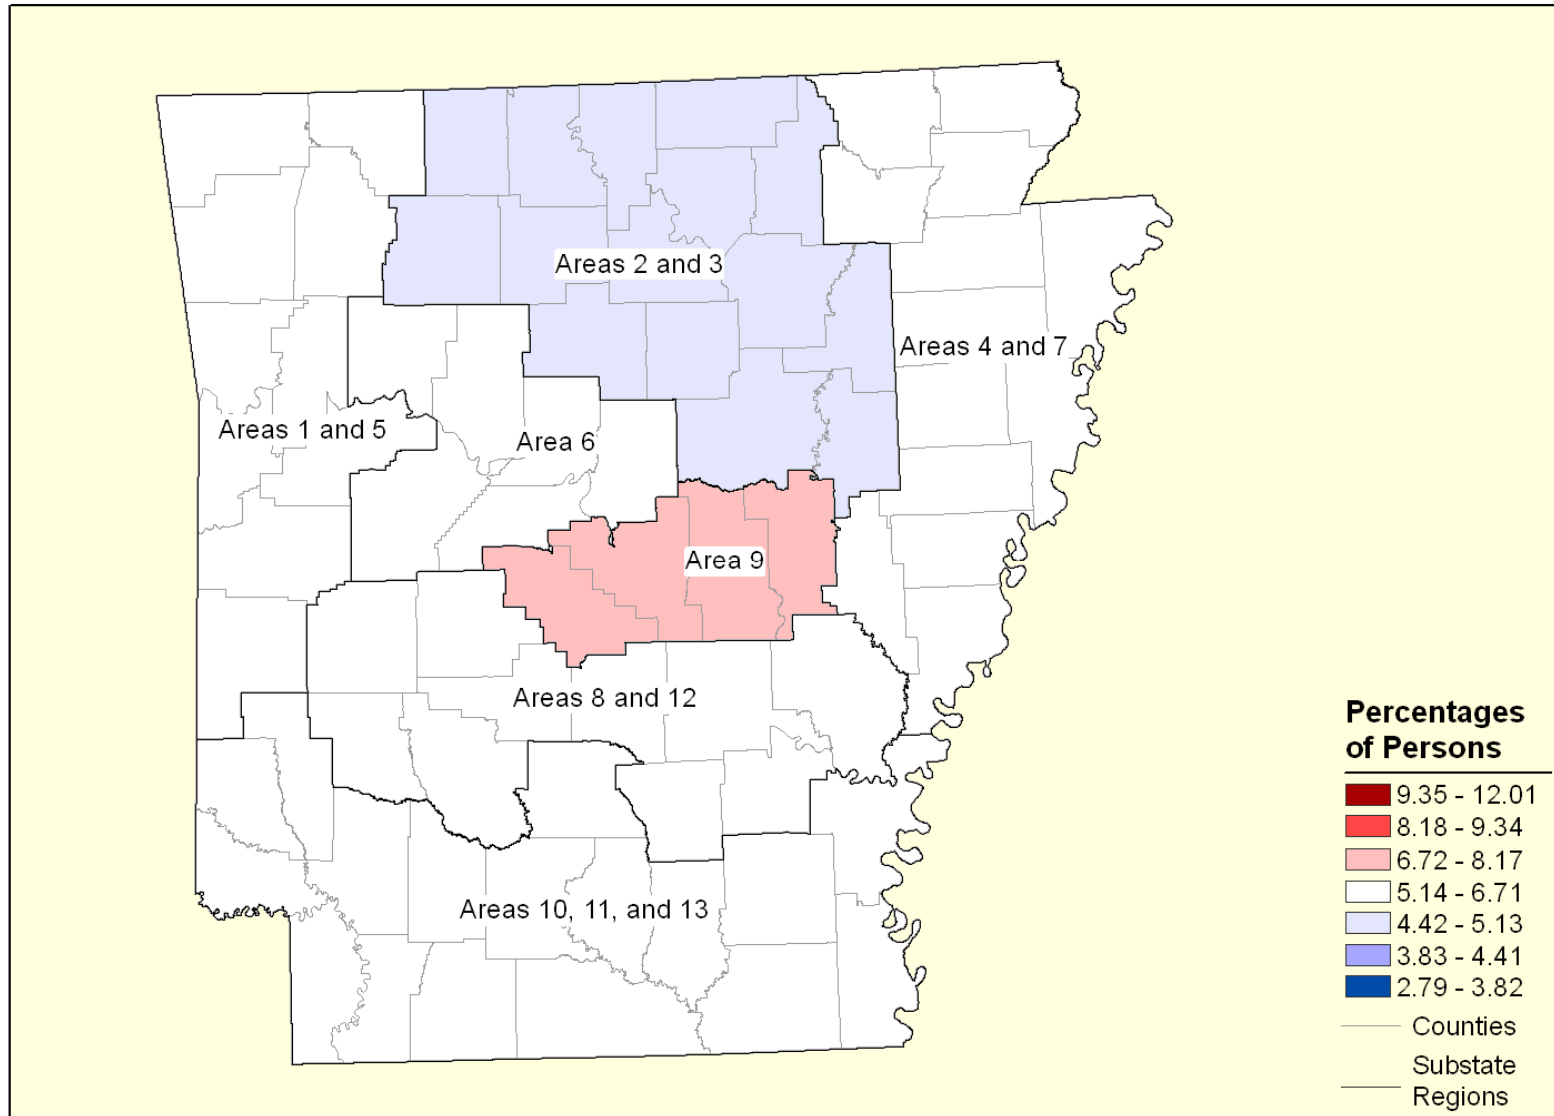 Areas 2 and 3
Areas 4 and 7
Areas 1 and 5
Area 6
Area 9
Areas 8 and 12
Areas 10, 11, and 13
Percentages
of Persons
9.35 - 12.01
8.18 - 9.34
6.72 - 8.17
5.14 - 6.71
4.42 - 5.13
3.83 - 4.41
2.79 - 3.82
Counties
Substate
Regions